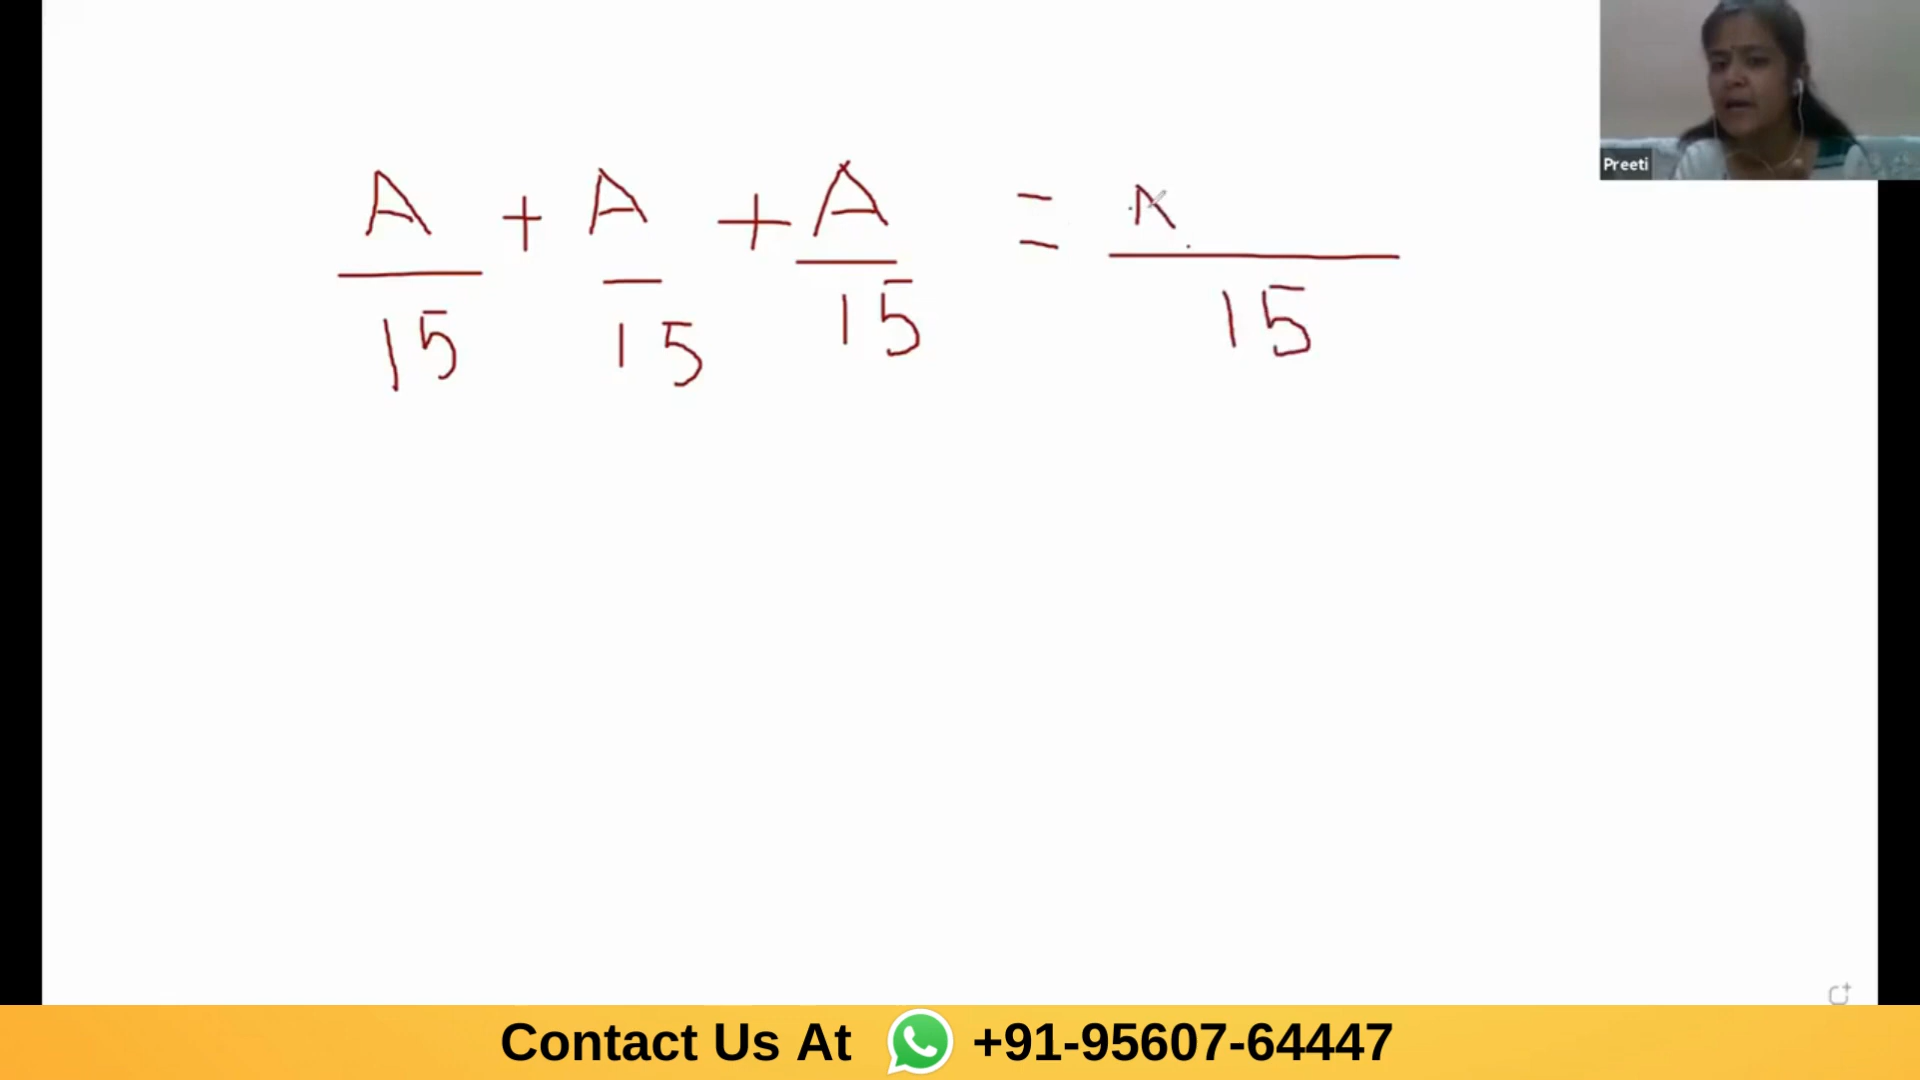 Preeti
A + A + A =
15 15 15 15
Contact Us At +91-95607-64447